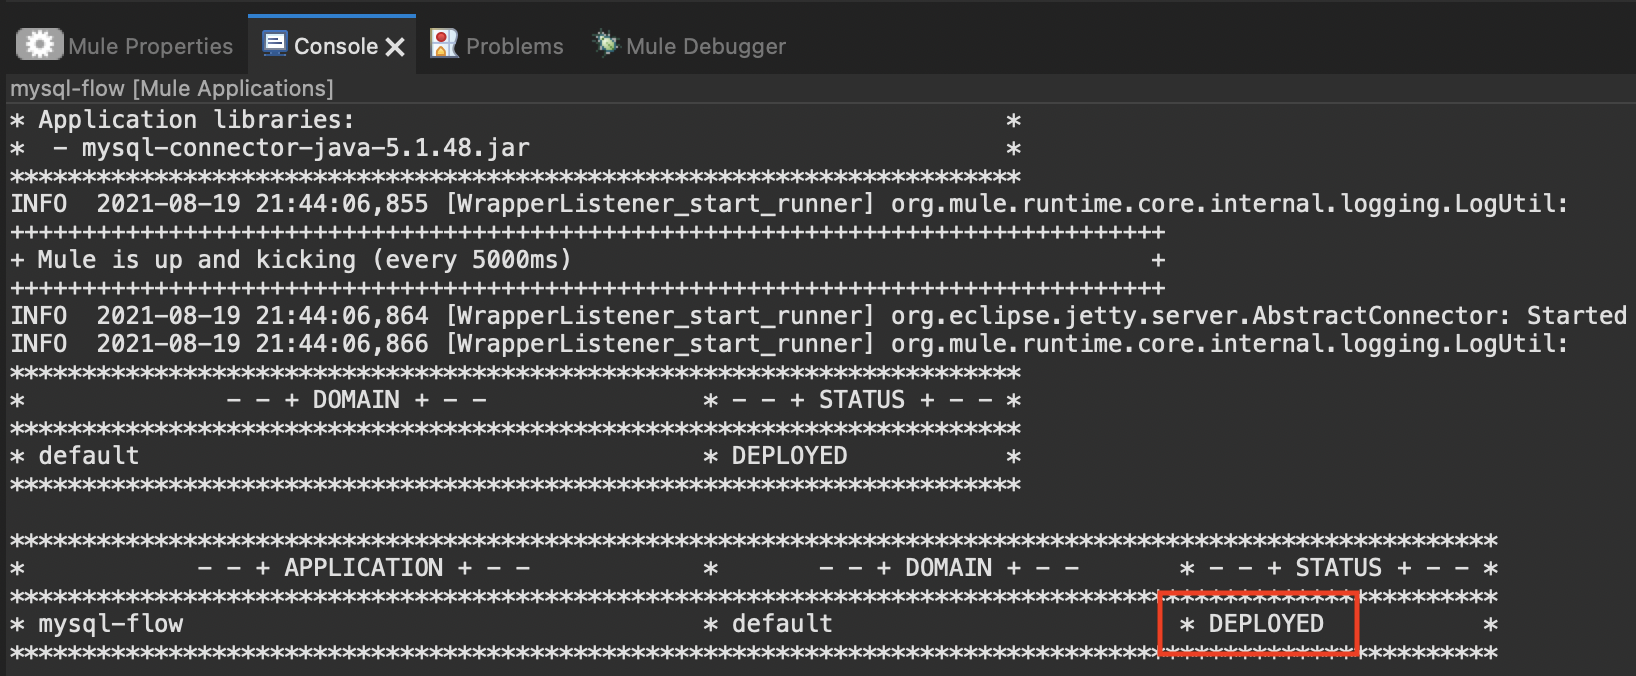 Mule Properties Console Problems Mule Debugger
mysql-flow [Mule Applications]
* Application libraries: *
*  - mysql-connector-java-5.1.48.jar *
**********************************************************************
INFO  2021-08-19 21:44:06,855 [WrapperListener_start_runner] org.mule.runtime.core.internal.logging.LogUtil:
++++++++++++++++++++++++++++++++++++++++++++++++++++++++++++++++++++++++++++++++
+ Mule is up and kicking (every 5000ms) +
++++++++++++++++++++++++++++++++++++++++++++++++++++++++++++++++++++++++++++++++
INFO  2021-08-19 21:44:06,864 [WrapperListener_start_runner] org.eclipse.jetty.server.AbstractConnector: Started
INFO  2021-08-19 21:44:06,866 [WrapperListener_start_runner] org.mule.runtime.core.internal.logging.LogUtil:
**********************************************************************
* - - + DOMAIN + - - * - - + STATUS + - - *
**********************************************************************
* default * DEPLOYED *
**********************************************************************
*******************************************************************************************************
* - - + APPLICATION + - - * - - + DOMAIN + - - * - - + STATUS + - - *
*******************************************************************************************************
* mysql-flow * default * DEPLOYED *
*******************************************************************************************************